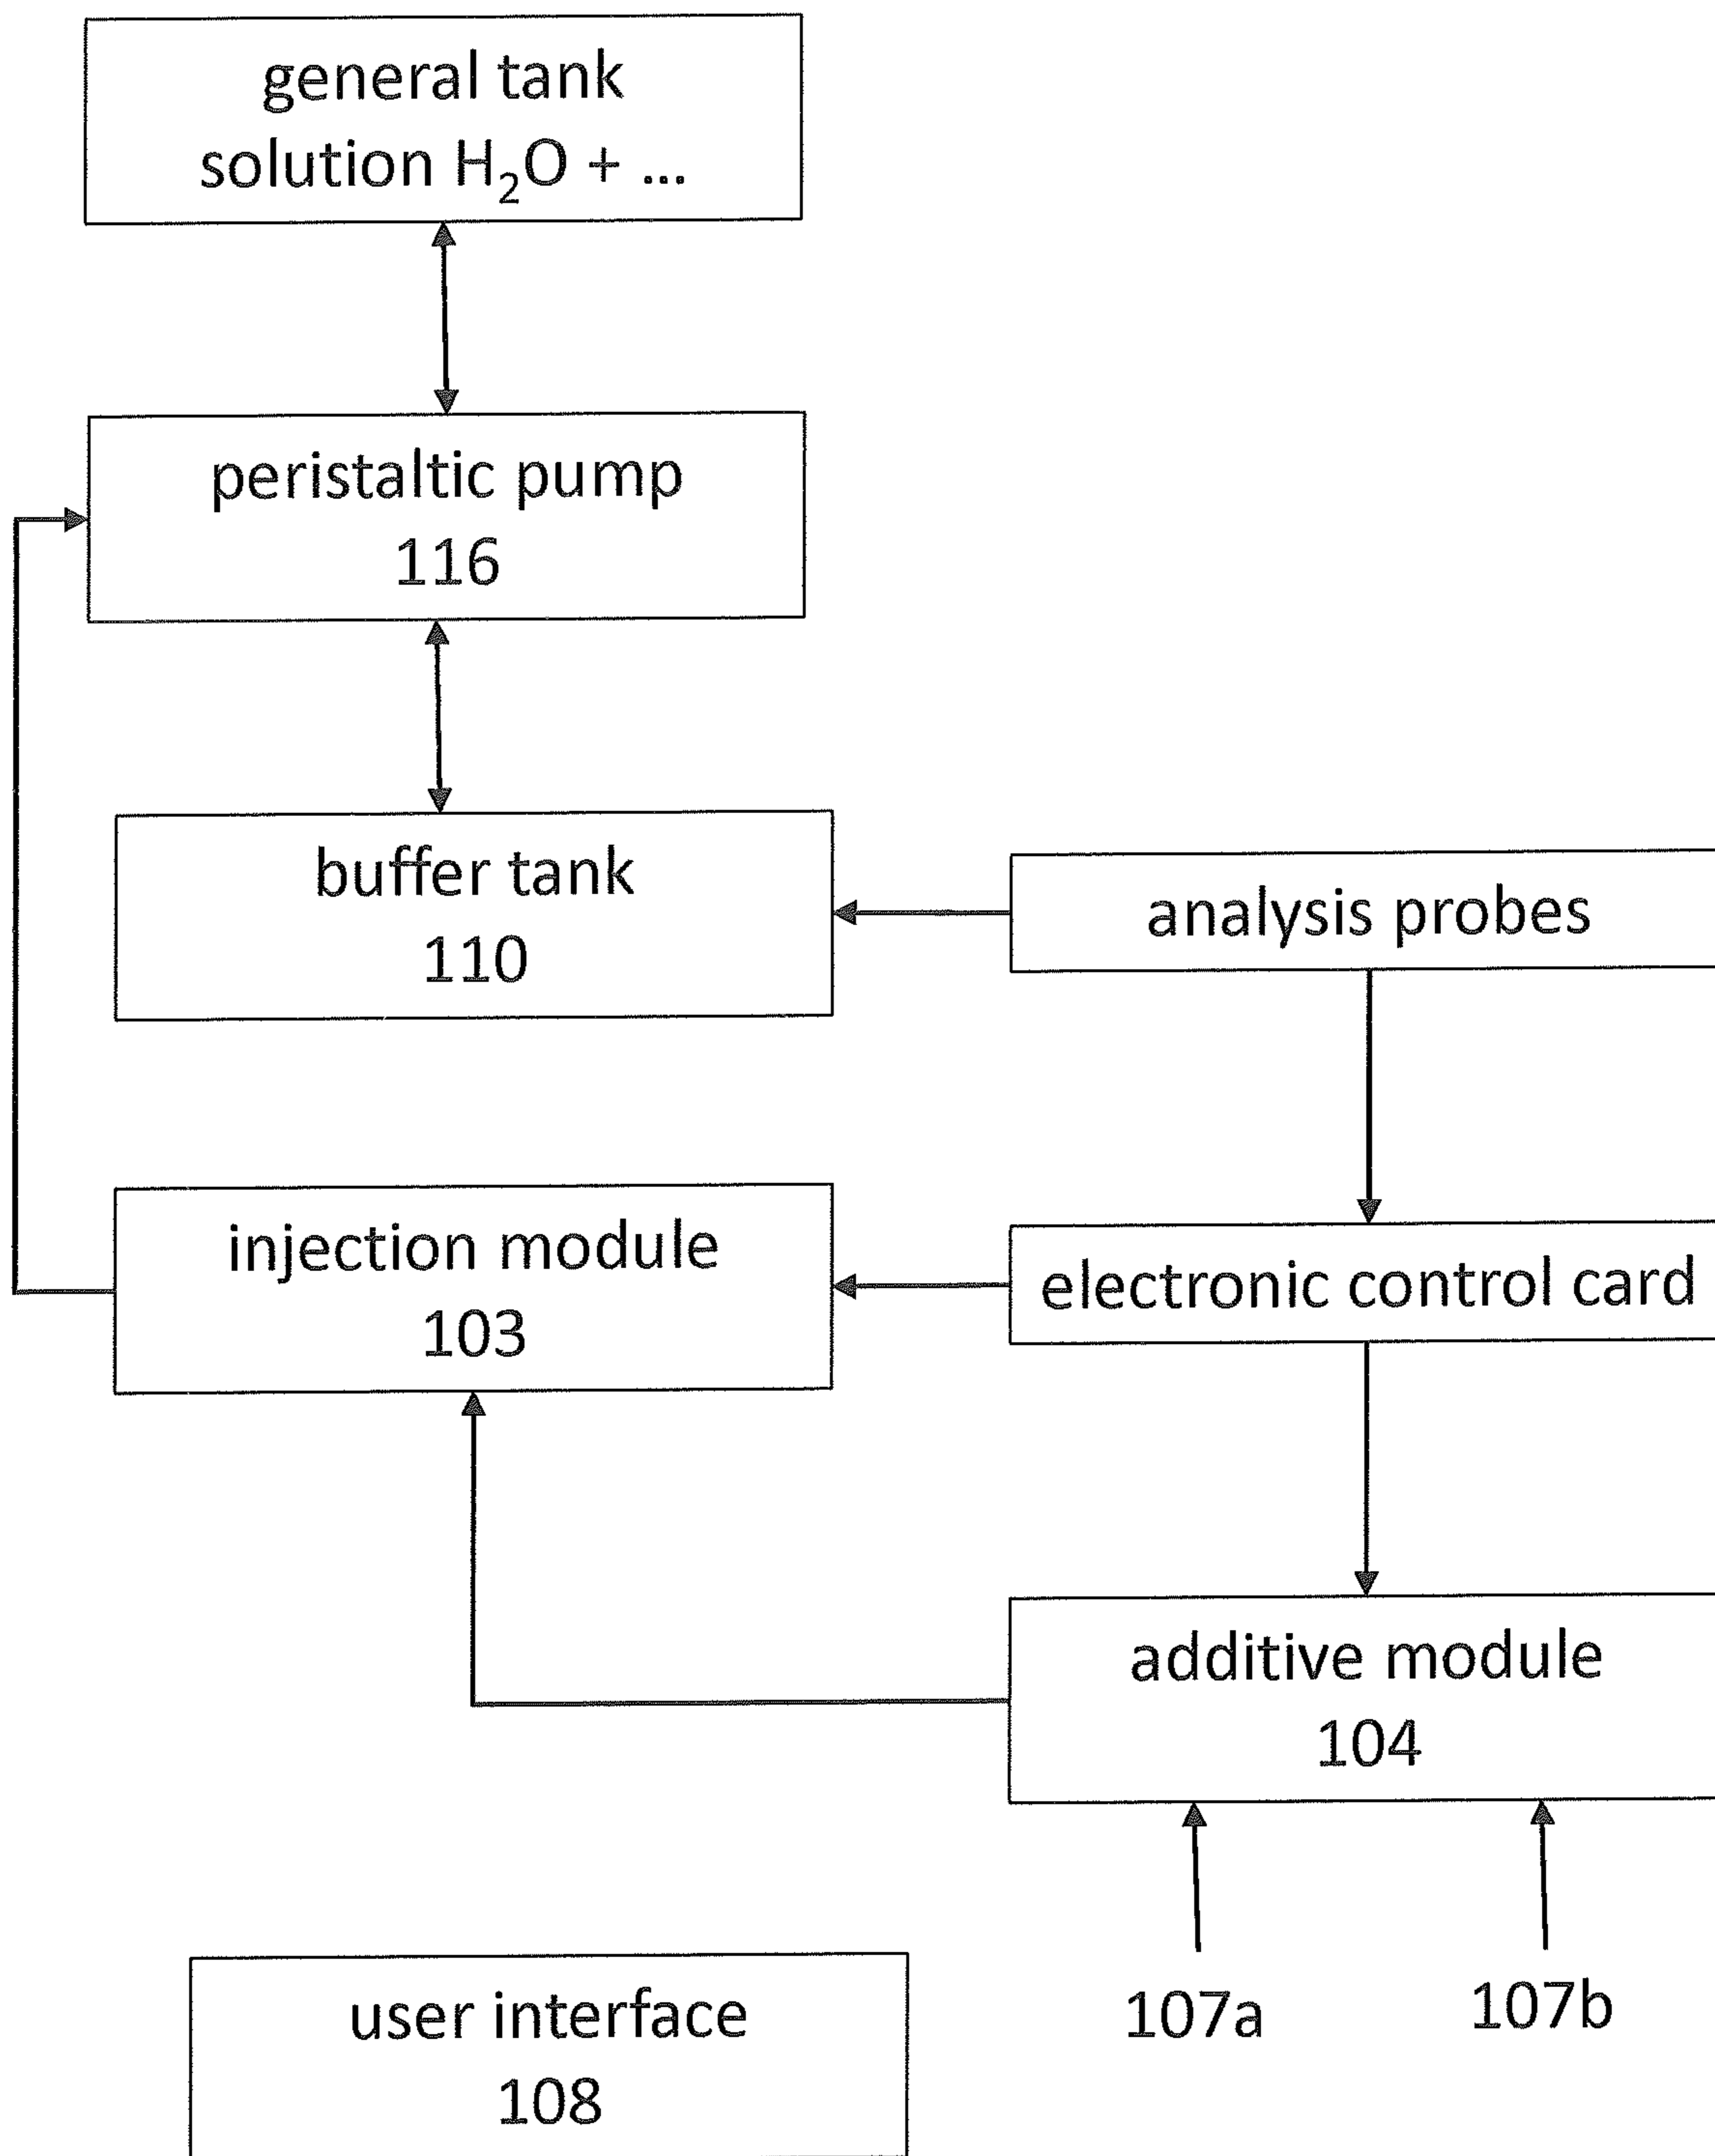 general tank
solution H₂O + ...
peristaltic pump
116
buffer tank
110
analysis probes
injection module
103
electronic control card
additive module
104
107a
107b
user interface
108